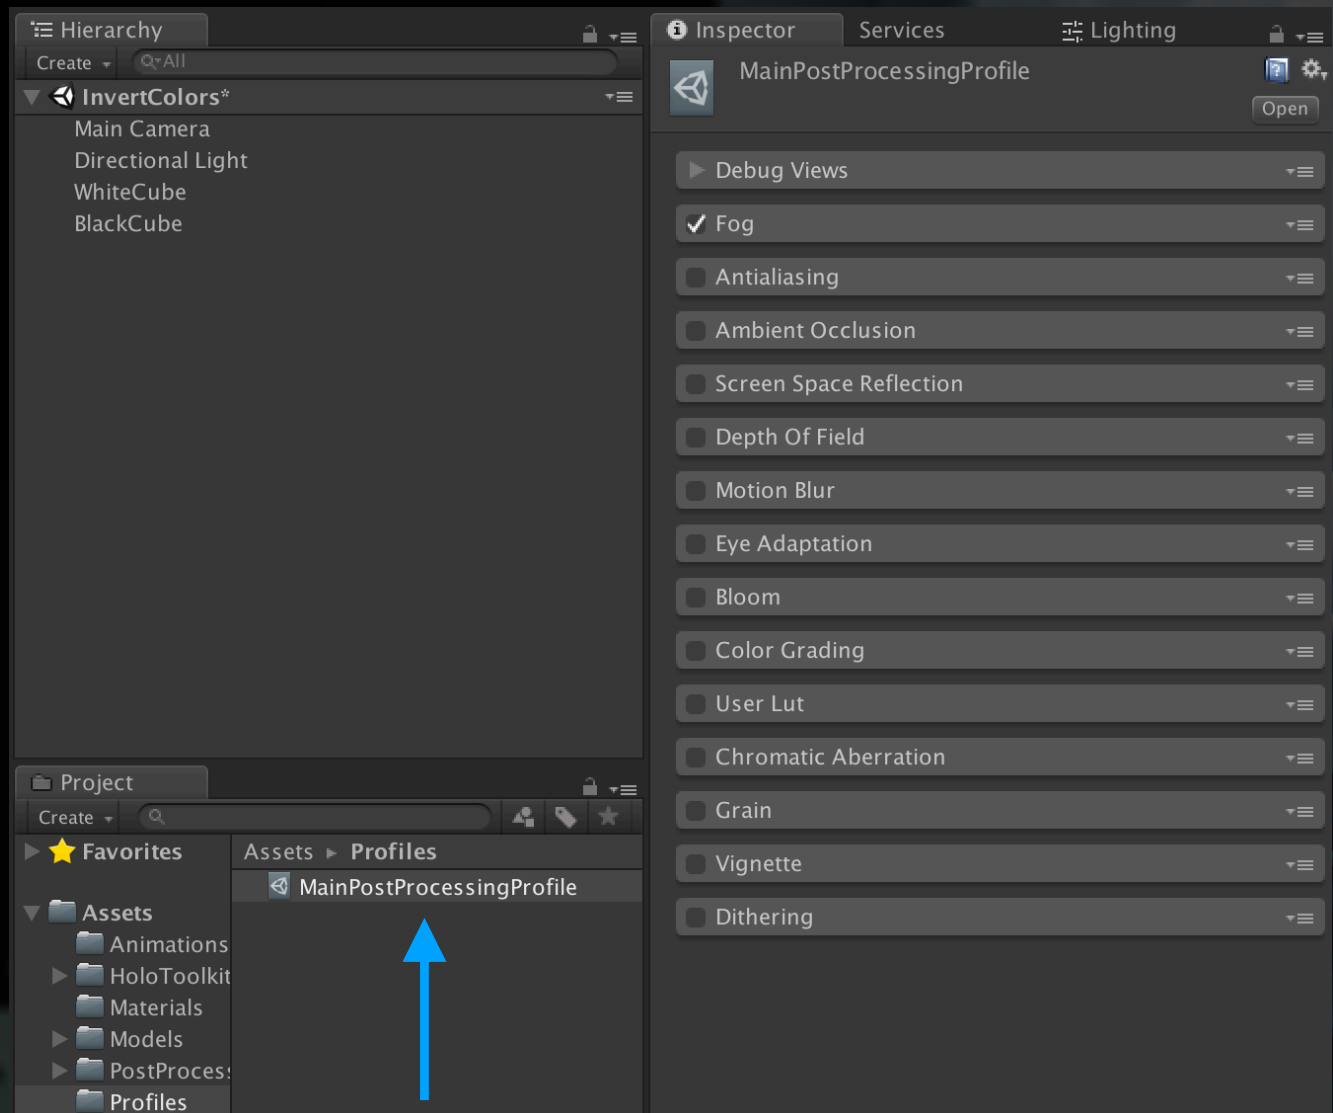 Hierarchy
Create
All
InvertColors*
Main Camera
Directional Light
WhiteCube
BlackCube
Inspector
Services
Lighting
MainPostProcessingProfile
Open
Debug Views
Fog
Antialiasing
Ambient Occlusion
Screen Space Reflection
Depth Of Field
Motion Blur
Eye Adaptation
Bloom
Color Grading
User Lut
Chromatic Aberration
Grain
Vignette
Dithering
Project
Create
Favorites
Assets
Animations
HoloToolkit
Materials
Models
PostProcess
Profiles
Assets ▸ Profiles
MainPostProcessingProfile